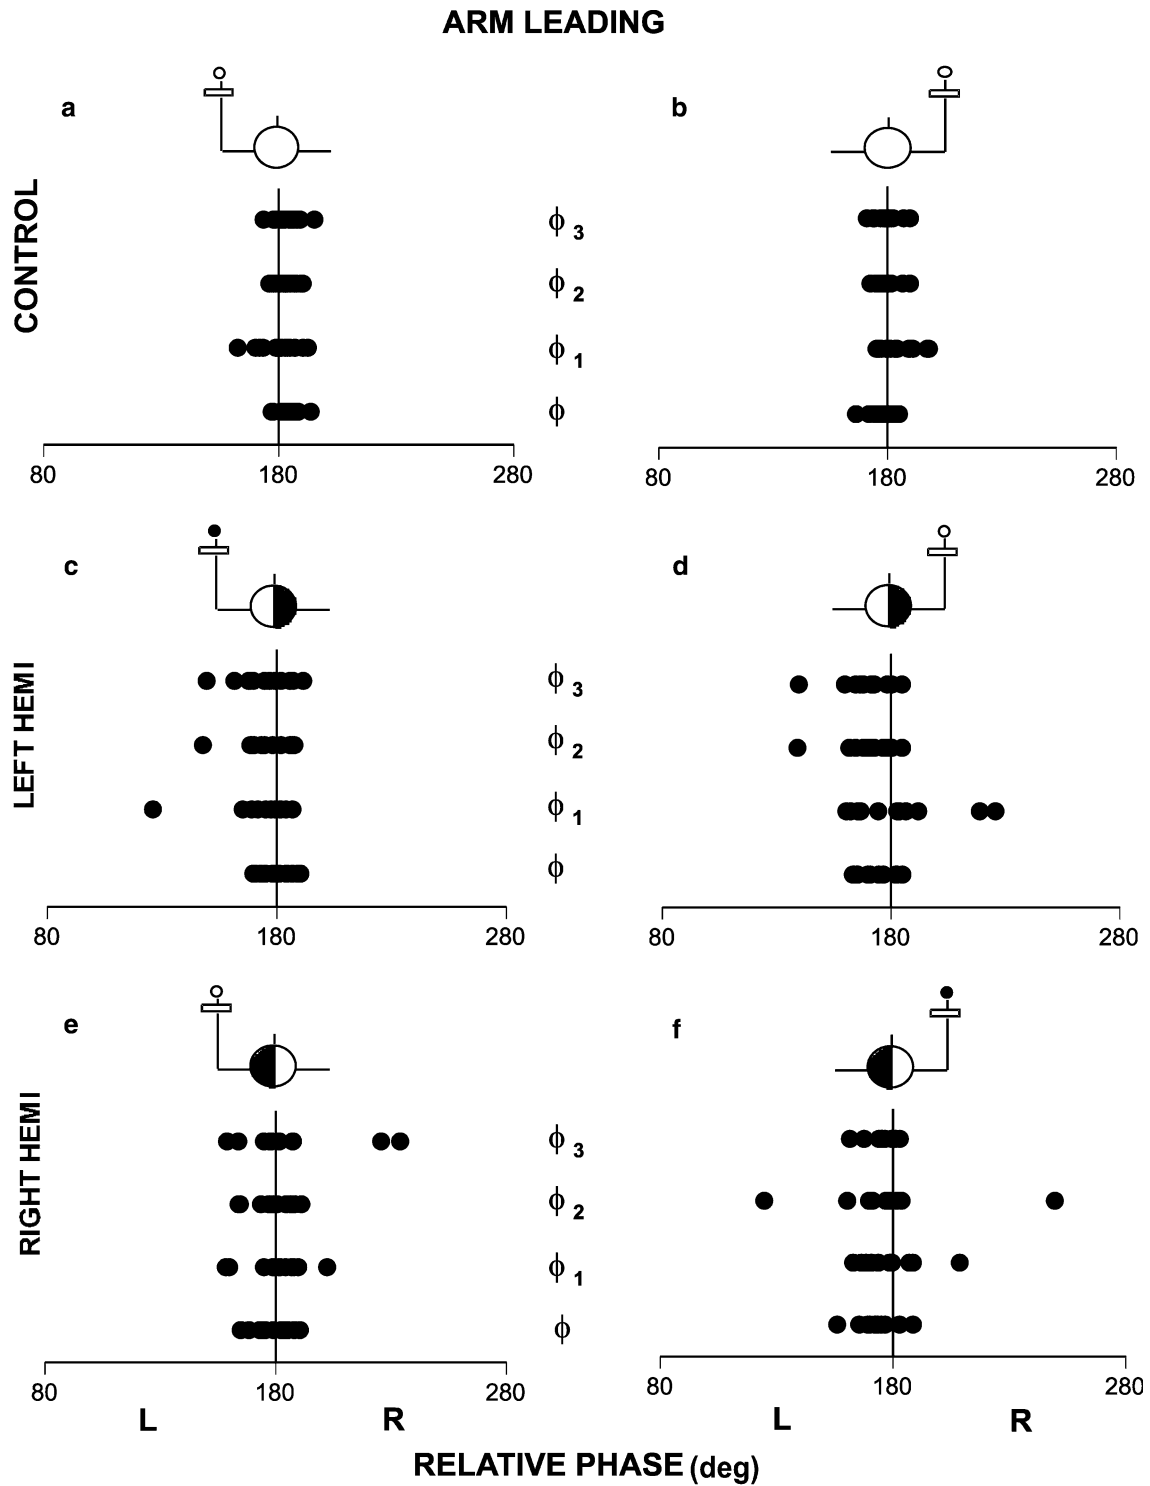 ARM LEADING
a
b
CONTROL
ϕ 3
ϕ 2
ϕ 1
ϕ
80 180 280
80 180 280
c
d
LEFT HEMI
ϕ 3
ϕ 2
ϕ 1
ϕ
80 180 280
80 180 280
e
f
RIGHT HEMI
ϕ 3
ϕ 2
ϕ 1
ϕ
80 180 280
80 180 280
L R
L R
RELATIVE PHASE (deg)